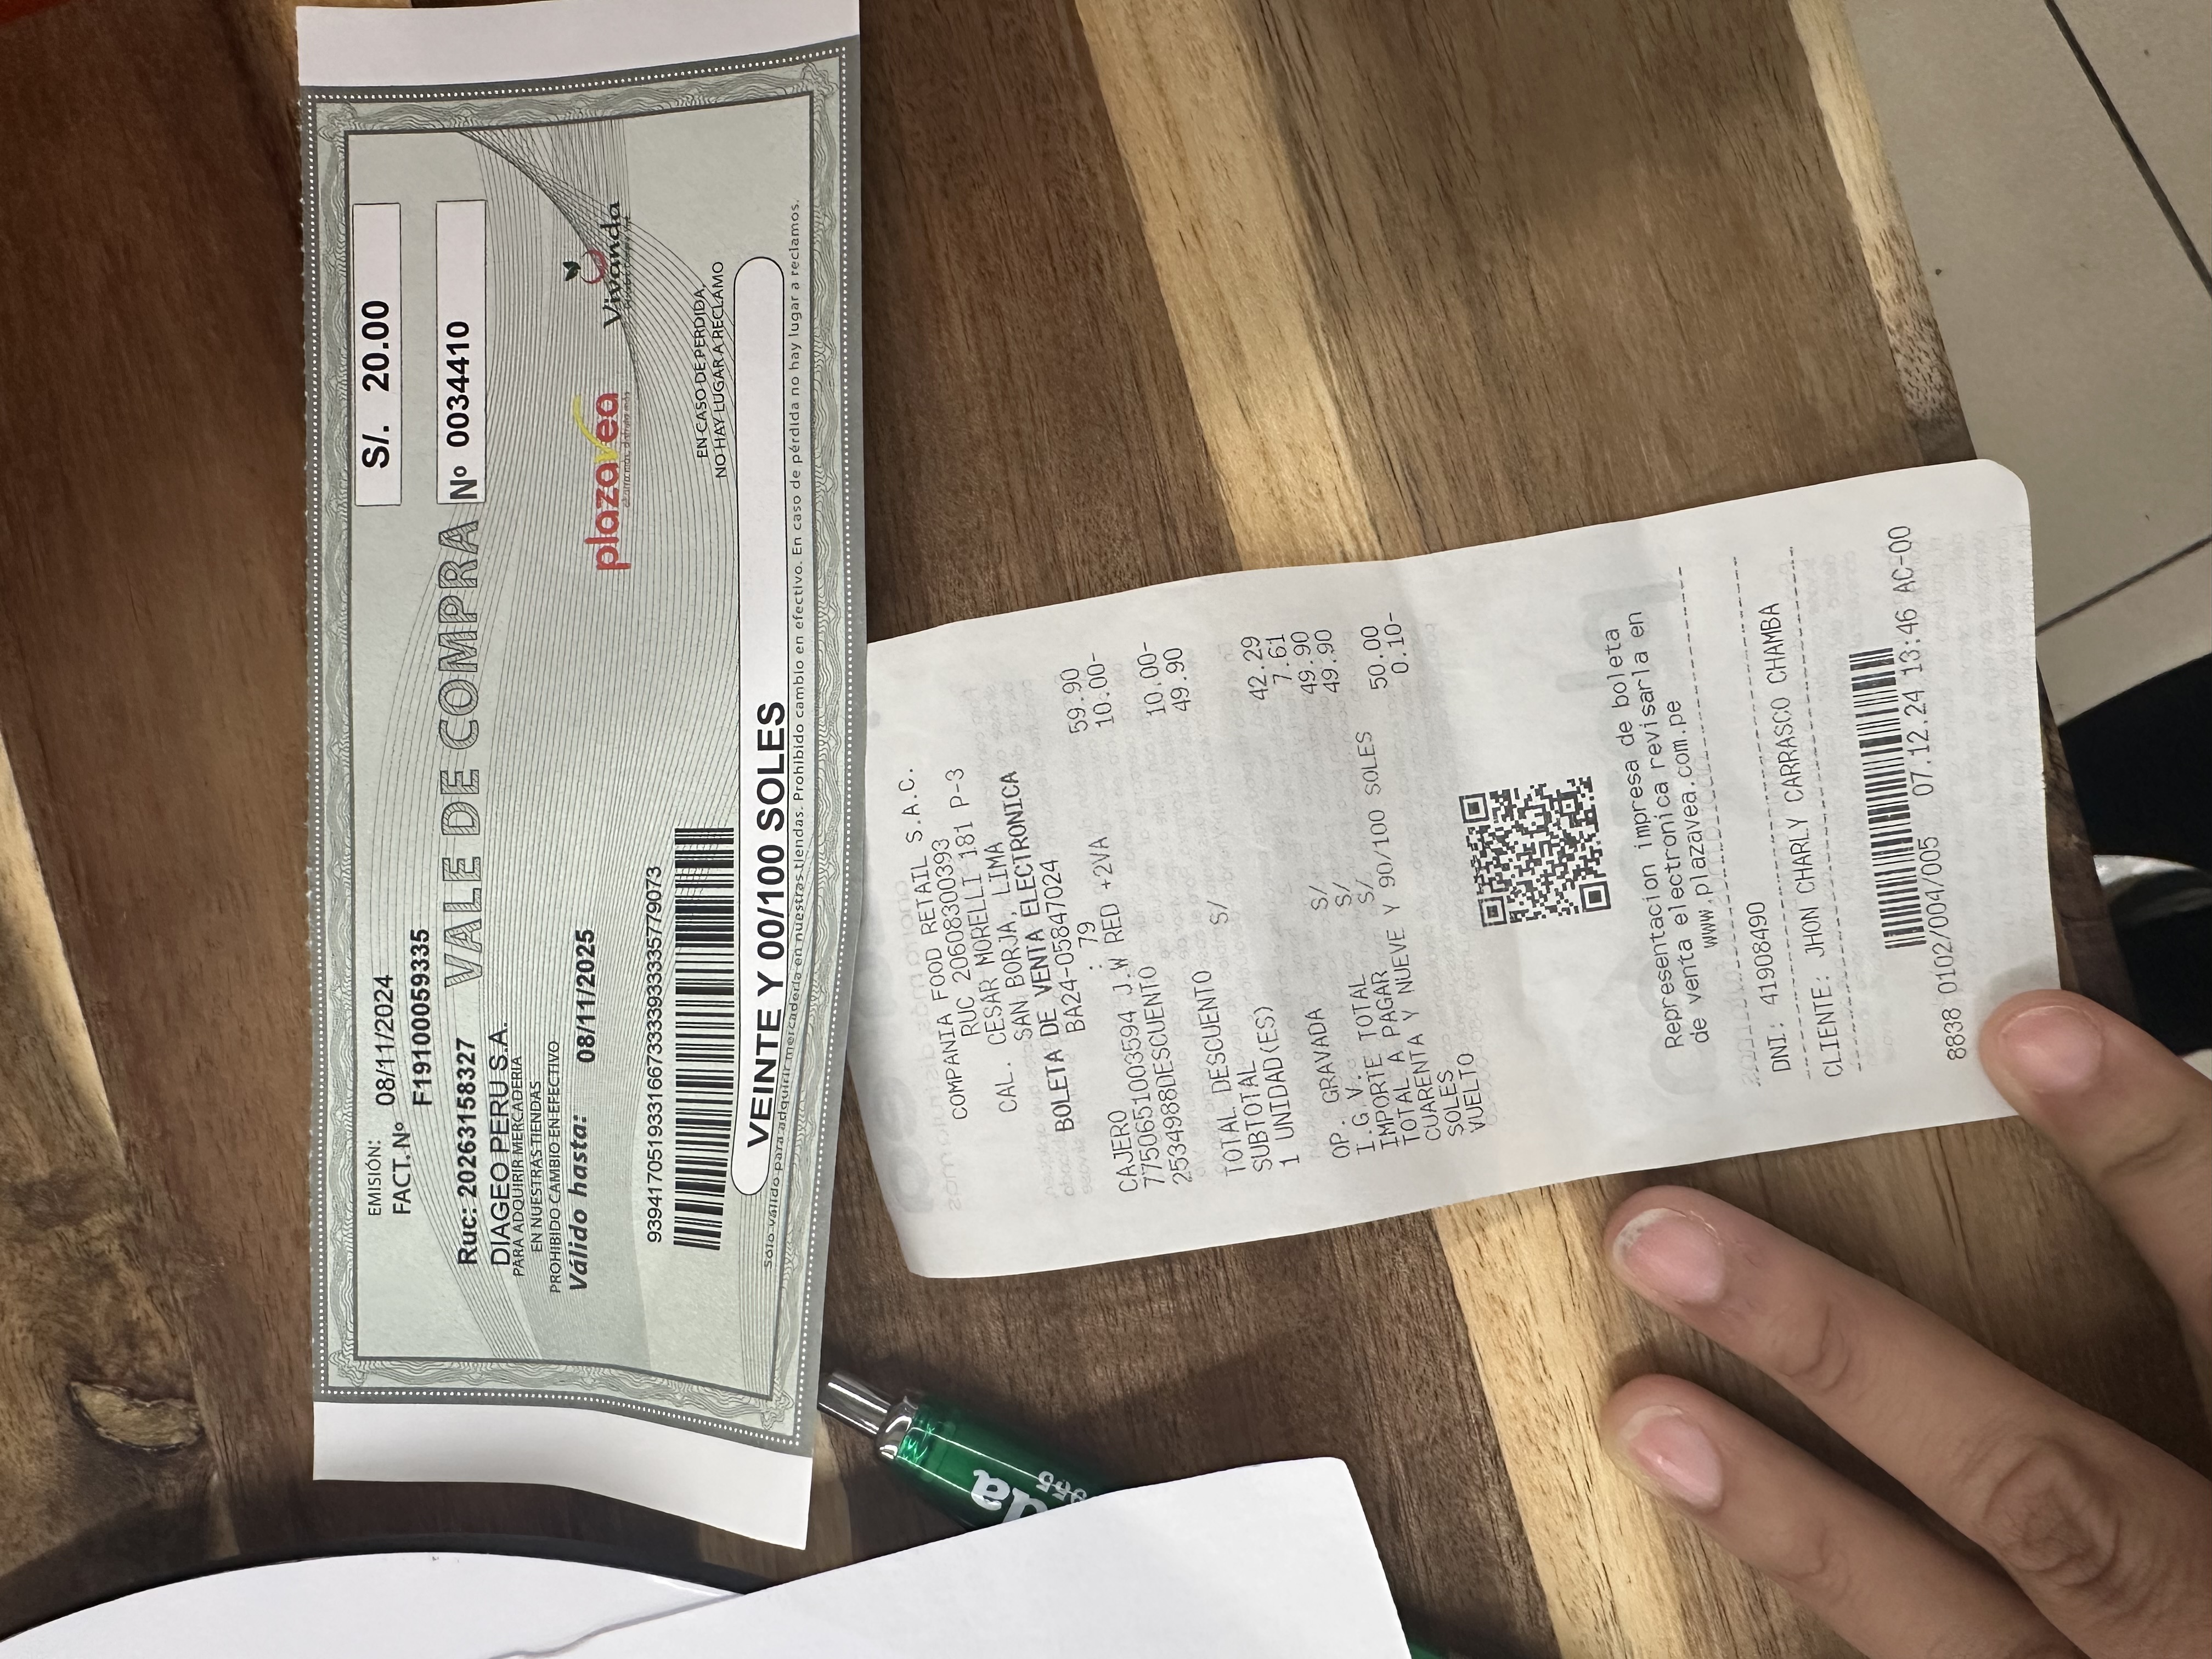 EMISIÓN: 08/11/2024
FACT. Nº F19100059335
S/. 20.00
VALE DE COMPRA
Nº 0034410
Ruc: 20263158327
DIAGEO PERU S.A.
PARA ADQUIRIR MERCADERIA
EN NUESTRAS TIENDAS
PROHIBIDO CAMBIO EN EFECTIVO
Válido hasta: 08/11/2025
plazavea
ahorra más, disfruta más
Vivanda
93941705193316673333933335779073
EN CASO DE PERDIDA,
NO HAY LUGAR A RECLAMO
VEINTE Y 00/100 SOLES
Sólo válido para adquirir mercadería en nuestras tiendas. Prohibido cambio en efectivo. En caso de pérdida no hay lugar a reclamos.
COMPANIA FOOD RETAIL S.A.C.
RUC 20608300393
CAL. CESAR MORELLI 181 P-3
SAN BORJA, LIMA
BOLETA DE VENTA ELECTRONICA
BA24-05847024
CAJERO : 79
7750651003594 J.W RED +2VA 59.90
2534988DESCUENTO 10.00-
TOTAL DESCUENTO 10.00-
SUBTOTAL S/ 49.90
1 UNIDAD(ES)
OP. GRAVADA S/ 42.29
I.G.V. S/ 7.61
IMPORTE TOTAL S/ 49.90
TOTAL A PAGAR 49.90
CUARENTA Y NUEVE Y 90/100 SOLES
SOLES 50.00
VUELTO 0.10-
Representacion impresa de boleta
de venta electronica revisarla en
www.plazavea.com.pe
DNI: 41908490
CLIENTE: JHON CHARLY CARRASCO CHAMBA
8838 0102/004/005 07.12.24 13:46 AC-00